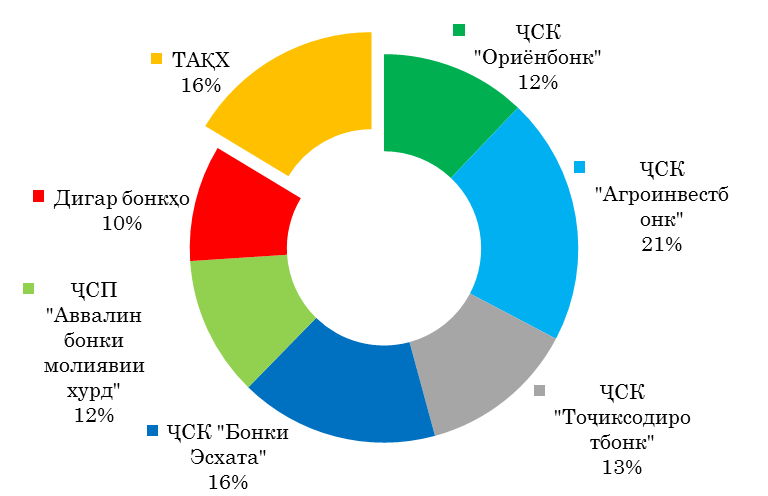 ҶСК
"Ориёнбонк"
12%
ҶСК
"Агроинвестб
онк"
21%
ҶСК
"Тоҷиксодиро
тбонк"
13%
ҶСК "Бонки
Эсхата"
16%
ҶСП
"Аввалин
бонки
молиявии
хурд"
12%
Дигар бонкҳо
10%
ТАҚХ
16%